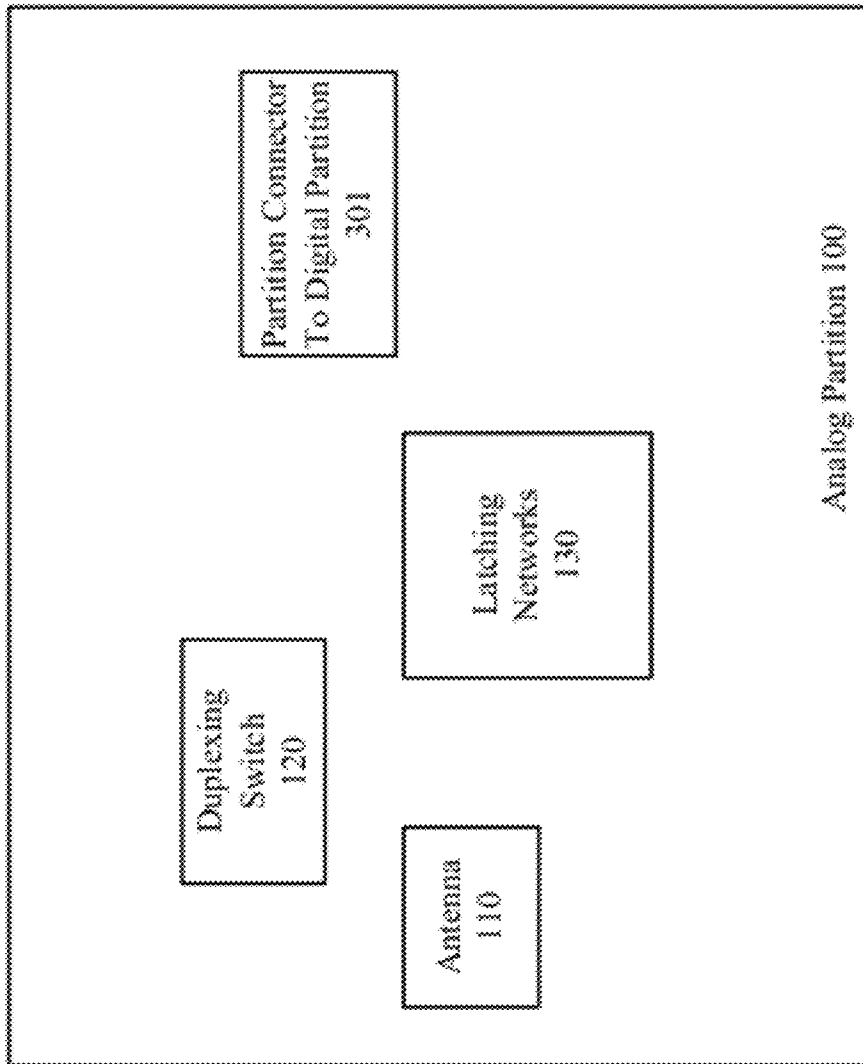 Duplexing
Switch
120
Partition Connector
To Digital Partition
301
Antenna
110
Latching
Networks
130
Analog Partition 100